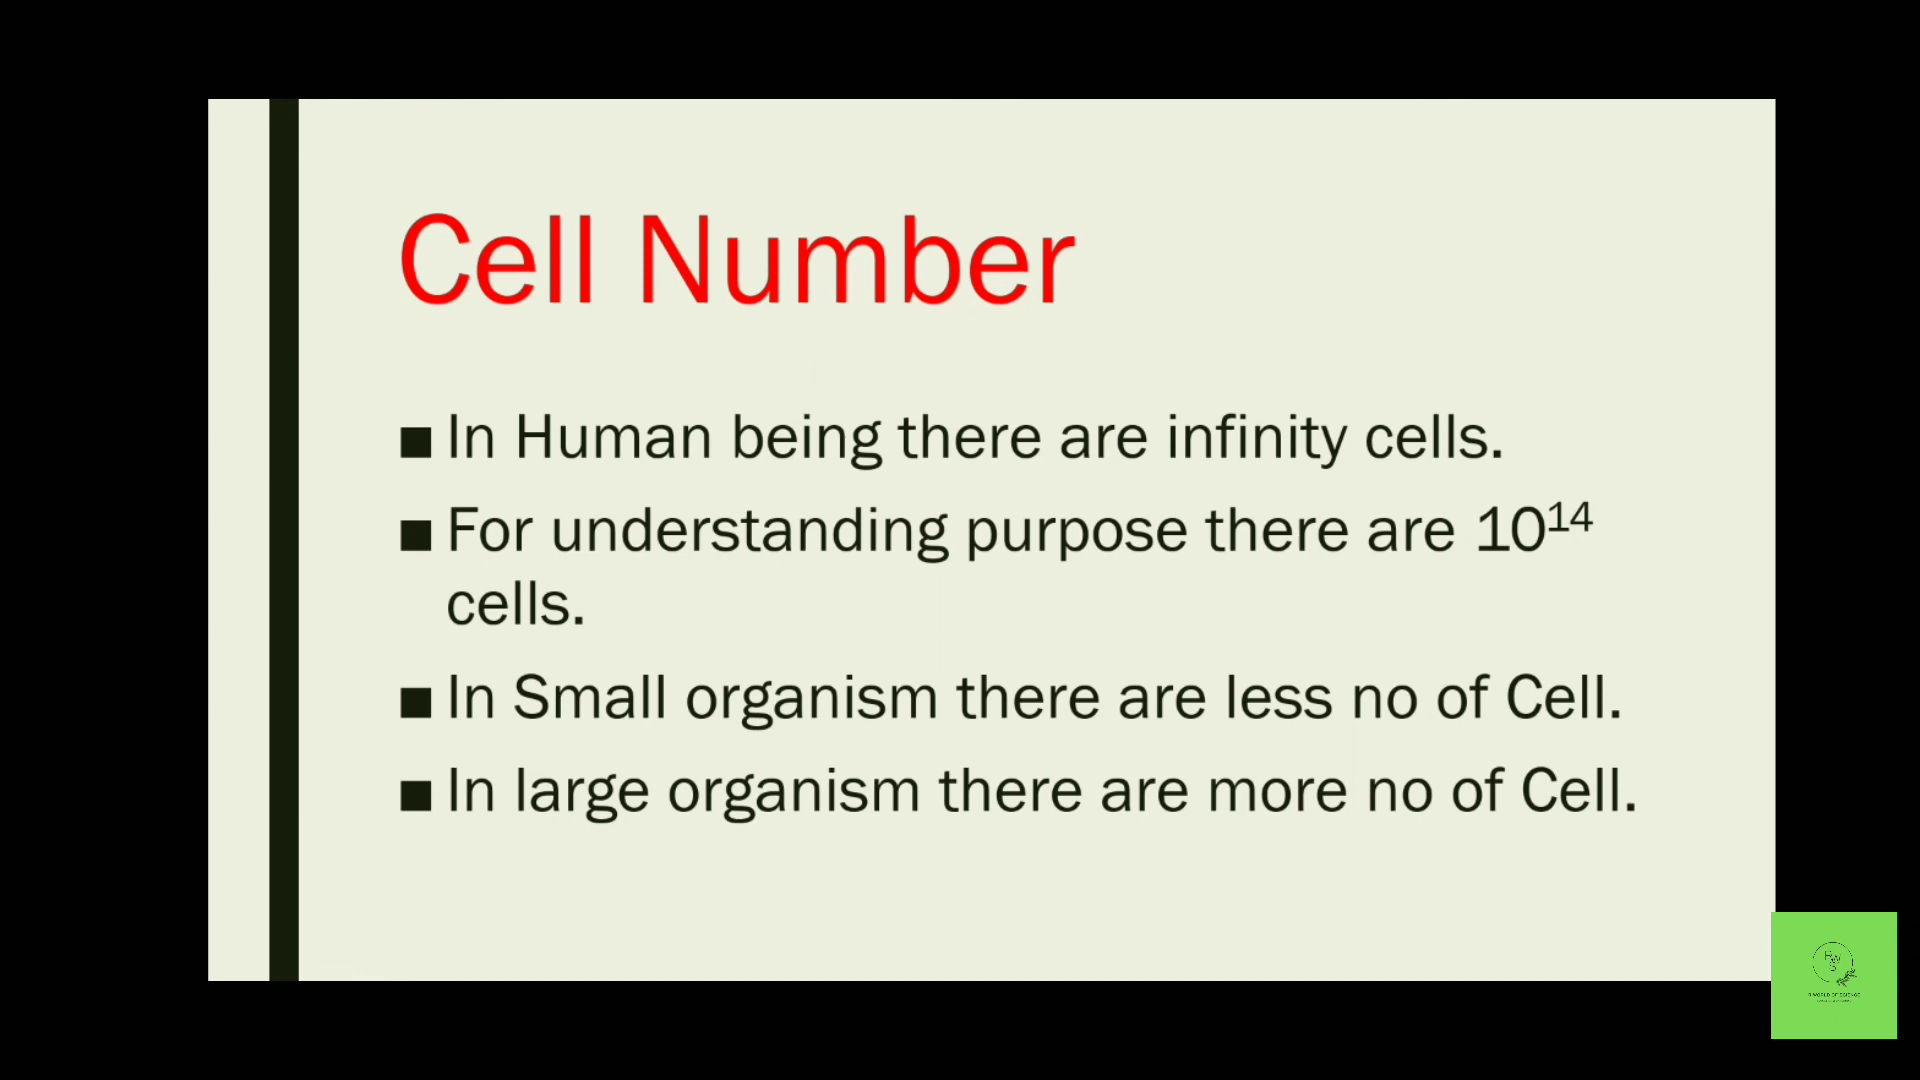 Cell Number
■ In Human being there are infinity cells.
■ For understanding purpose there are 10¹⁴
cells.
■ In Small organism there are less no of Cell.
■ In large organism there are more no of Cell.